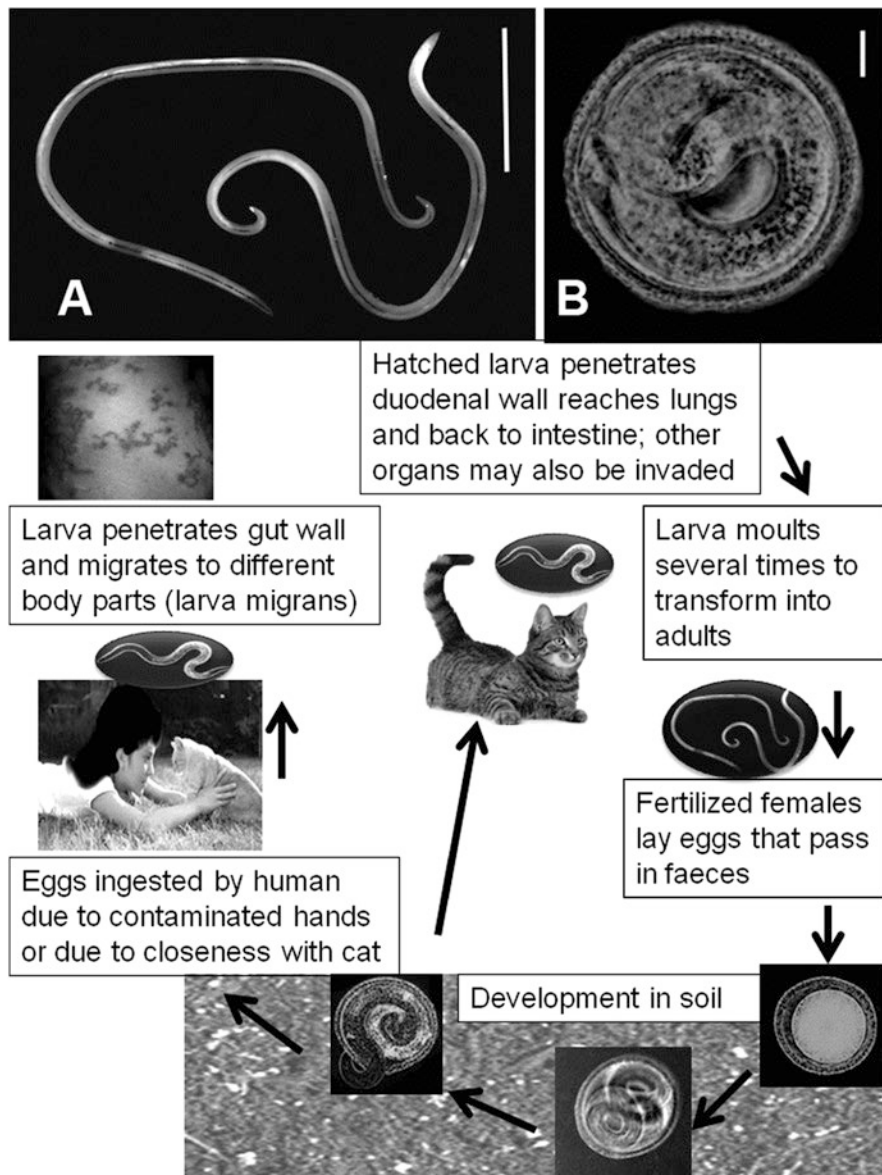 A
B
Hatched larva penetrates
duodenal wall reaches lungs
and back to intestine; other
organs may also be invaded
Larva penetrates gut wall
and migrates to different
body parts (larva migrans)
Larva moults
several times to
transform into
adults
Fertilized females
lay eggs that pass
in faeces
Eggs ingested by human
due to contaminated hands
or due to closeness with cat
Development in soil